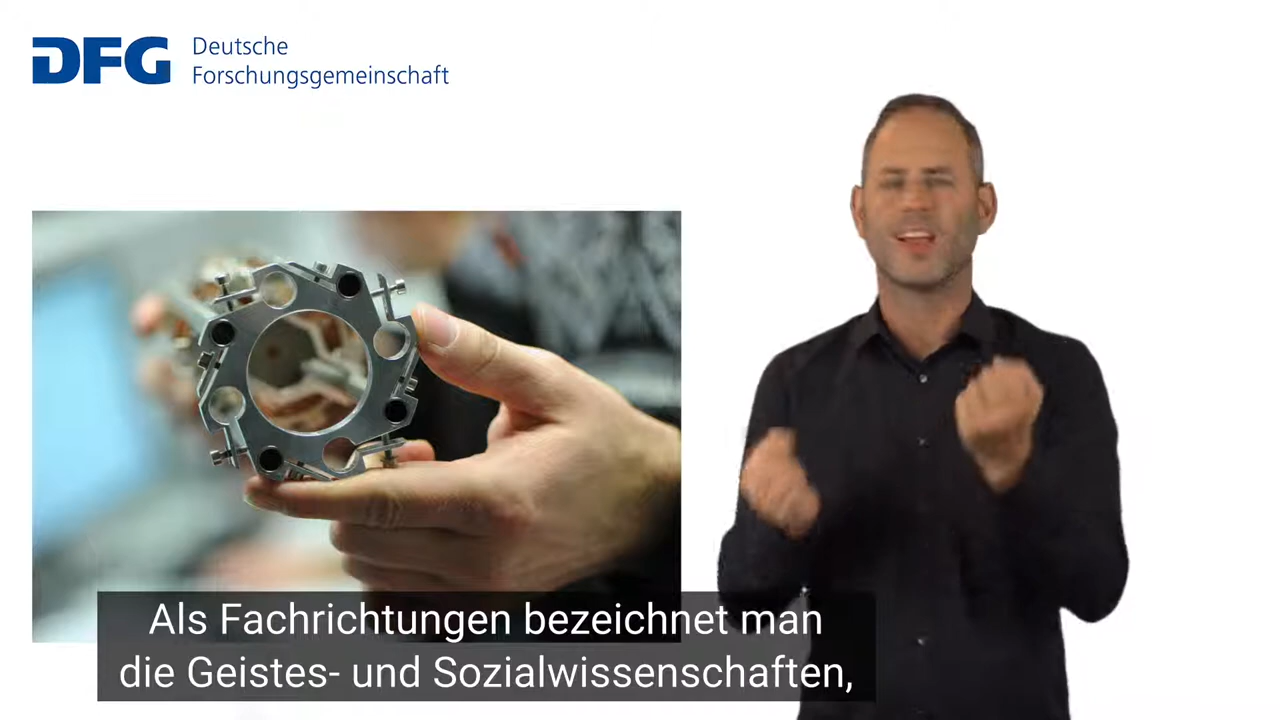 DFG
Deutsche
Forschungsgemeinschaft
Als Fachrichtungen bezeichnet man
die Geistes- und Sozialwissenschaften,